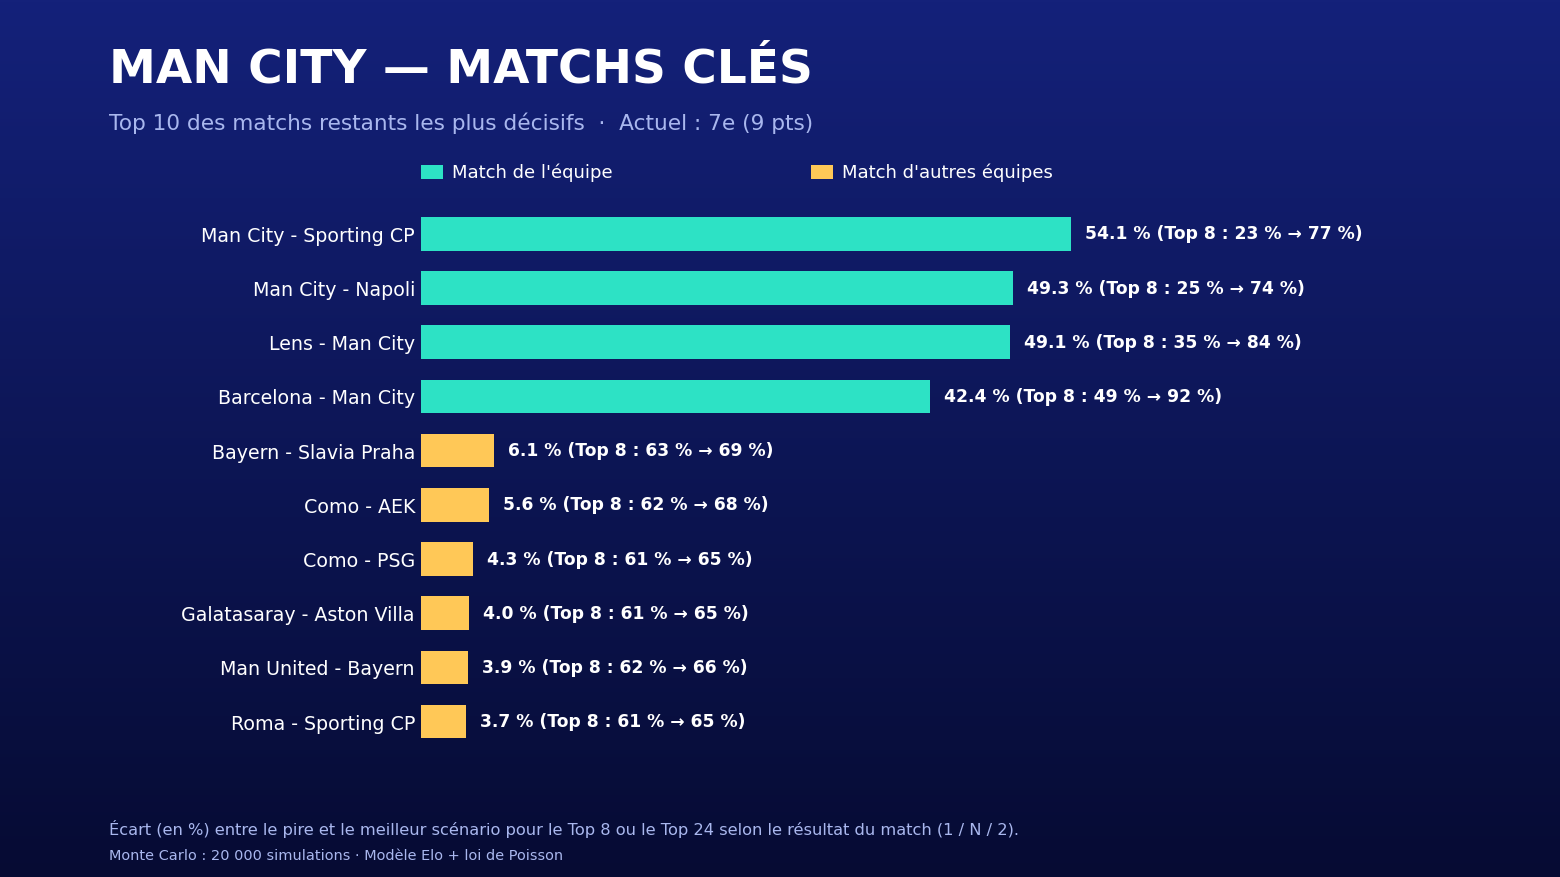 MAN CITY — MATCHS CLÉS
Top 10 des matchs restants les plus décisifs · Actuel : 7e (9 pts)
Match de l'équipe
Match d'autres équipes
Man City - Sporting CP 54.1 % (Top 8 : 23 % → 77 %)
Man City - Napoli 49.3 % (Top 8 : 25 % → 74 %)
Lens - Man City 49.1 % (Top 8 : 35 % → 84 %)
Barcelona - Man City 42.4 % (Top 8 : 49 % → 92 %)
Bayern - Slavia Praha 6.1 % (Top 8 : 63 % → 69 %)
Como - AEK 5.6 % (Top 8 : 62 % → 68 %)
Como - PSG 4.3 % (Top 8 : 61 % → 65 %)
Galatasaray - Aston Villa 4.0 % (Top 8 : 61 % → 65 %)
Man United - Bayern 3.9 % (Top 8 : 62 % → 66 %)
Roma - Sporting CP 3.7 % (Top 8 : 61 % → 65 %)
Écart (en %) entre le pire et le meilleur scénario pour le Top 8 ou le Top 24 selon le résultat du match (1 / N / 2).
Monte Carlo : 20 000 simulations · Modèle Elo + loi de Poisson